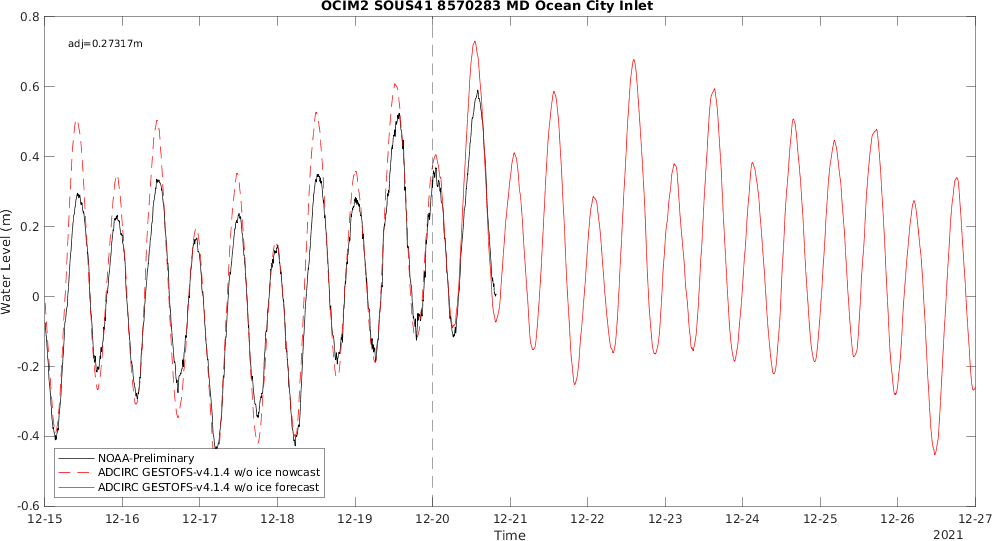 OCIM2 SOUS41 8570283 MD Ocean City Inlet
adj=0.27317m
Water Level (m)
0.8
0.6
0.4
0.2
0
-0.2
-0.4
-0.6
NOAA-Preliminary
ADCIRC GESTOFS-v4.1.4 w/o ice nowcast
ADCIRC GESTOFS-v4.1.4 w/o ice forecast
12-15 12-16 12-17 12-18 12-19 12-20 12-21 12-22 12-23 12-24 12-25 12-26 12-27
Time
2021